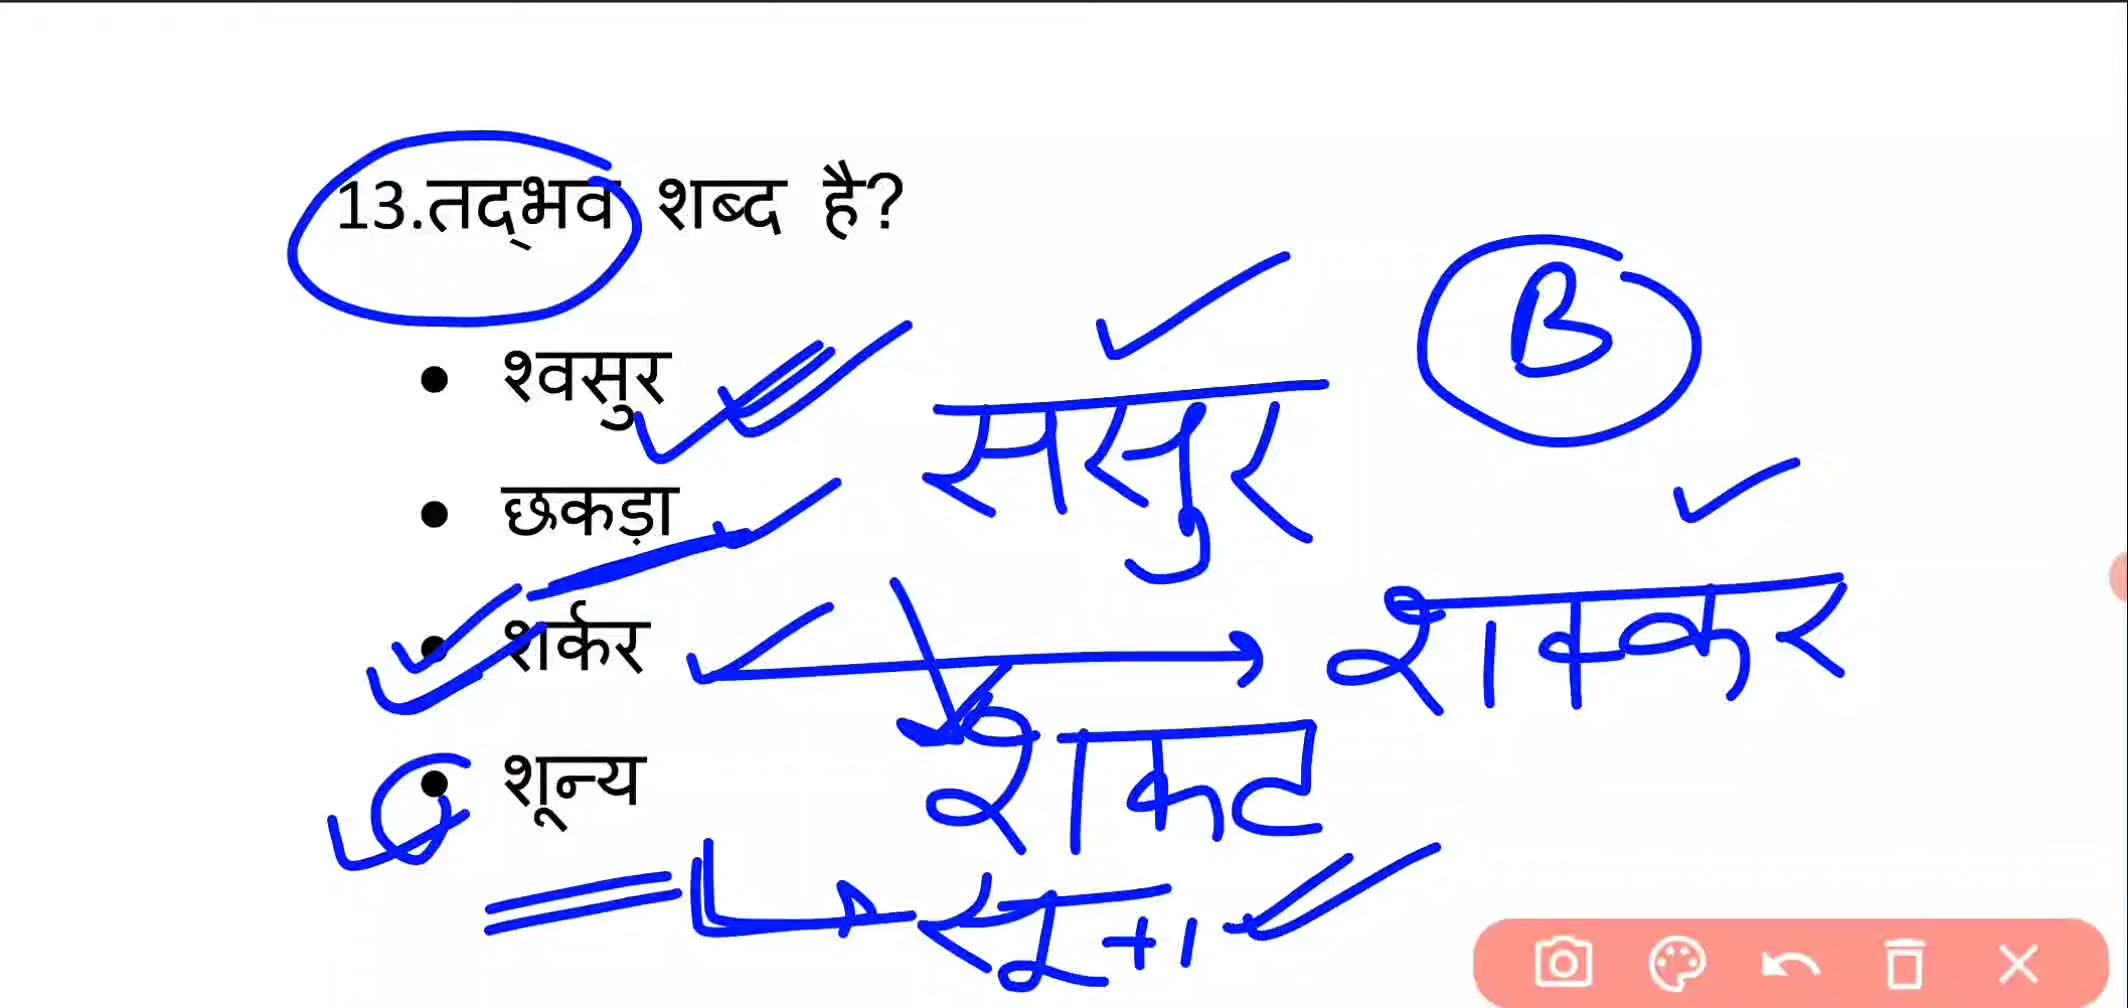 13.तद्भव शब्द है?
B
• श्वसुर
ससुर
• छकड़ा
• शर्कर
शक्कर
• शून्य
शकट